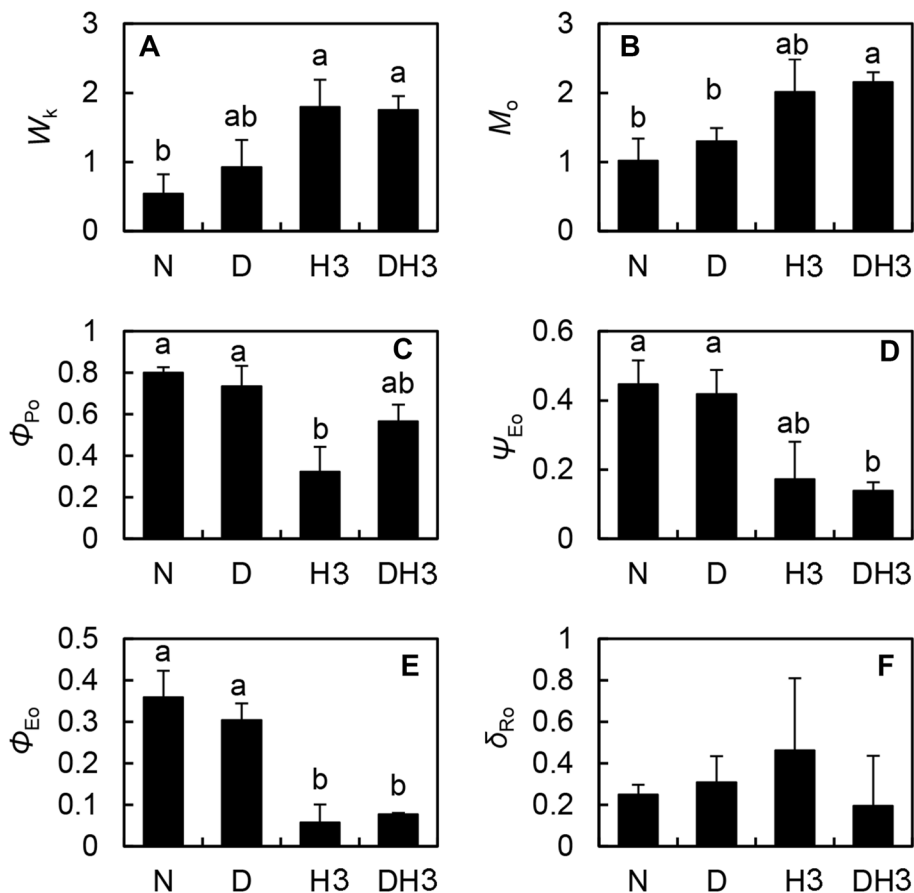 A
W_k
3
2
1
0
b
ab
a
a
N D H3 DH3
B
M_o
3
2
1
0
b
b
ab
a
N D H3 DH3
C
Φ_Po
1
0.8
0.6
0.4
0.2
0
a
a
b
ab
N D H3 DH3
D
Ψ_Eo
0.6
0.4
0.2
0
a
a
ab
b
N D H3 DH3
E
Φ_Eo
0.5
0.4
0.3
0.2
0.1
0
a
a
b
b
N D H3 DH3
F
δ_Ro
1
0.8
0.6
0.4
0.2
0
N D H3 DH3